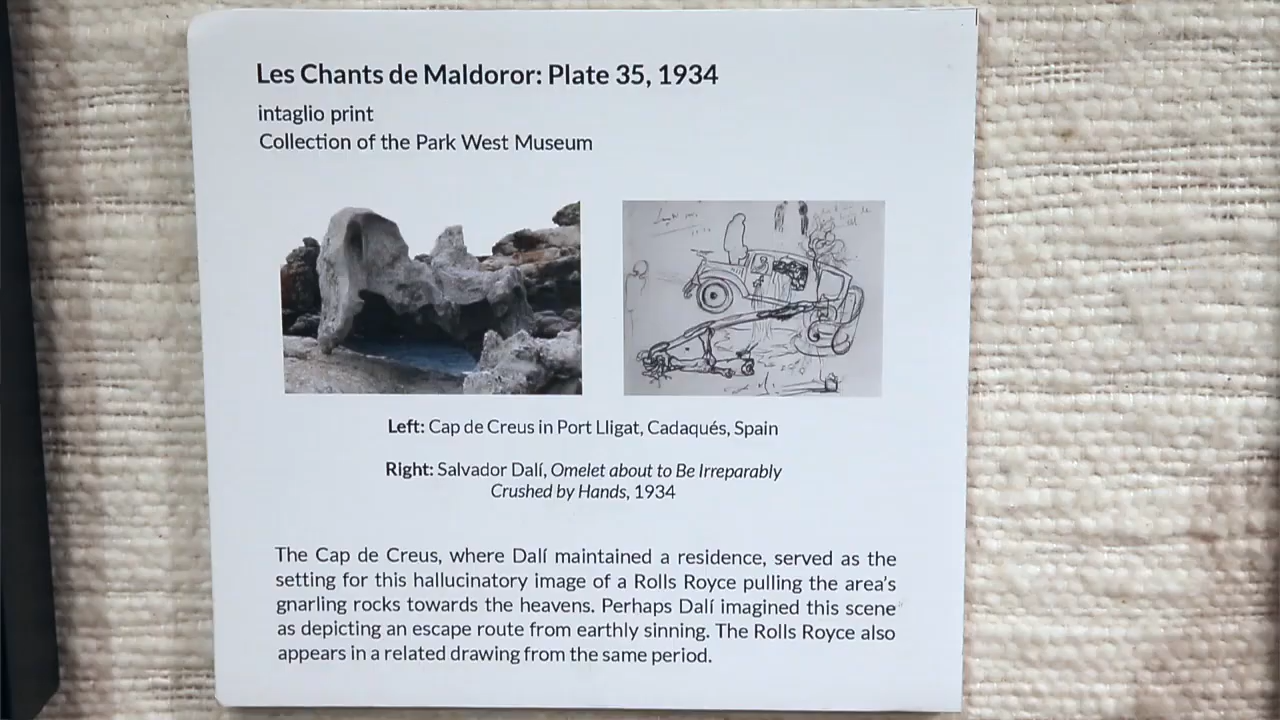 Les Chants de Maldoror: Plate 35, 1934
intaglio print
Collection of the Park West Museum
Left: Cap de Creus in Port Lligat, Cadaqués, Spain
Right: Salvador Dalí, Omelet about to Be Irreparably
Crushed by Hands, 1934
The Cap de Creus, where Dalí maintained a residence, served as the
setting for this hallucinatory image of a Rolls Royce pulling the area's
gnarling rocks towards the heavens. Perhaps Dalí imagined this scene
as depicting an escape route from earthly sinning. The Rolls Royce also
appears in a related drawing from the same period.